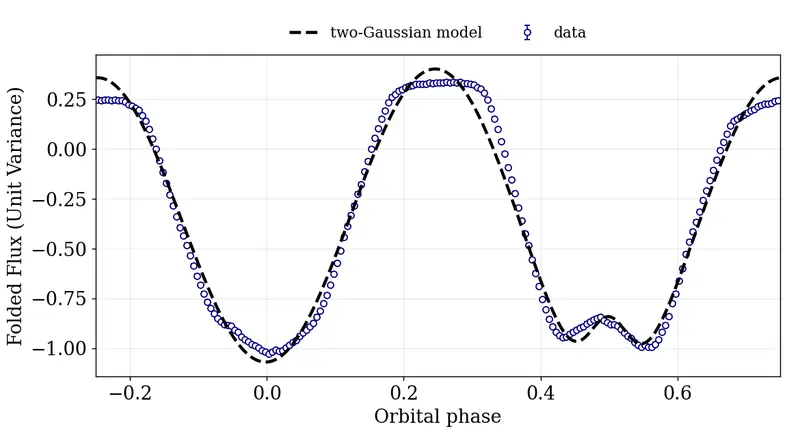 two-Gaussian model
data
Folded Flux (Unit Variance)
0.25
0.00
−0.25
−0.50
−0.75
−1.00
−0.2
0.0
0.2
0.4
0.6
Orbital phase